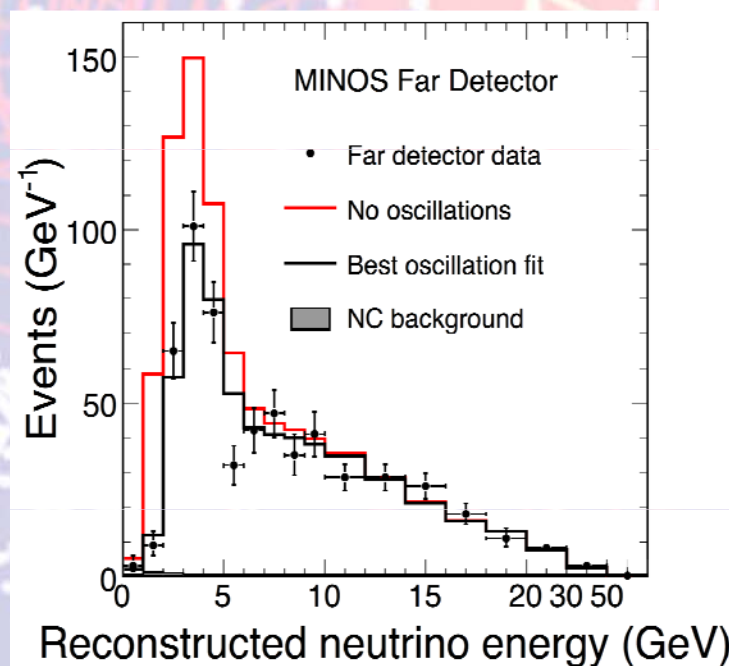 150
100
50
0
Events (GeV-1)
MINOS Far Detector
Far detector data
No oscillations
Best oscillation fit
NC background
0 5 10 15 20 30 50
Reconstructed neutrino energy (GeV)